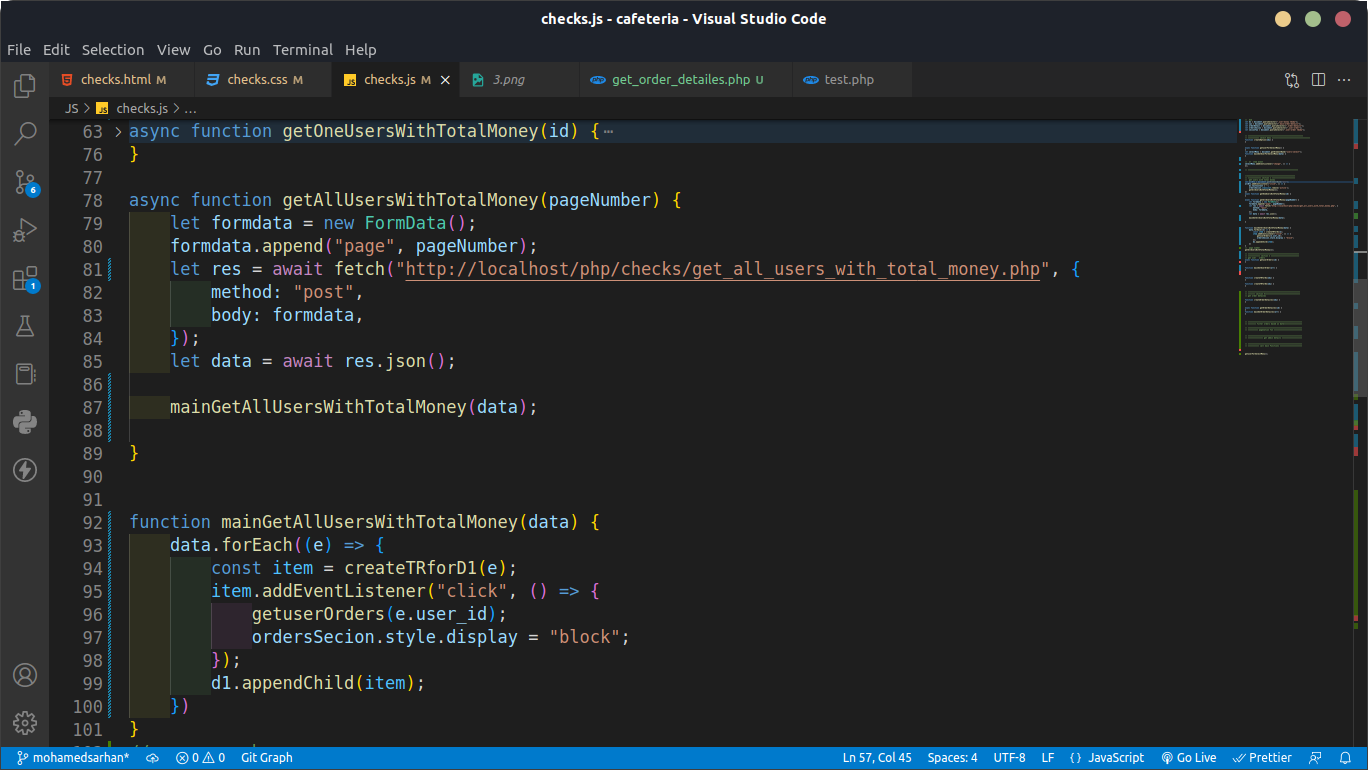 checks.js - cafeteria - Visual Studio Code
File Edit Selection View Go Run Terminal Help
checks.html M checks.css M JS checks.js M 3.png php get_order_detailes.php U php test.php
JS > JS checks.js > ...
63 async function getOneUsersWithTotalMoney(id) {
76 }
77
78 async function getAllUsersWithTotalMoney(pageNumber) {
79 let formdata = new FormData();
80 formdata.append("page", pageNumber);
81 let res = await fetch("http://localhost/php/checks/get_all_users_with_total_money.php", {
82 method: "post",
83 body: formdata,
84 });
85 let data = await res.json();
86
87 mainGetAllUsersWithTotalMoney(data);
88
89 }
90
91
92 function mainGetAllUsersWithTotalMoney(data) {
93 data.forEach((e) => {
94 const item = createTRforD1(e);
95 item.addEventListener("click", () => {
96 getuserOrders(e.user_id);
97 ordersSecion.style.display = "block";
98 });
99 d1.appendChild(item);
100 })
101 }
6
1
mohamedsarhan* 0 0 Git Graph Ln 57, Col 45 Spaces: 4 UTF-8 LF {} JavaScript Go Live Prettier